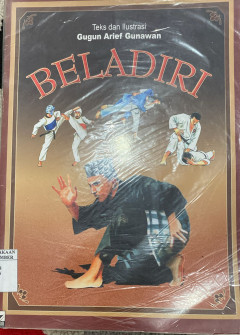 Teks dan Ilustrasi
Gugun Arief Gunawan
BELADIRI